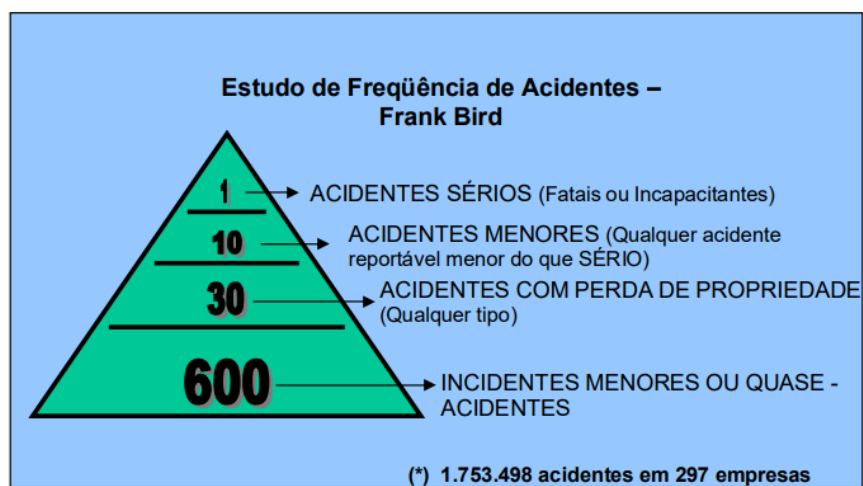 Estudo de Freqüência de Acidentes –
Frank Bird
1
ACIDENTES SÉRIOS (Fatais ou Incapacitantes)
10
ACIDENTES MENORES (Qualquer acidente
reportável menor do que SÉRIO)
30
ACIDENTES COM PERDA DE PROPRIEDADE
(Qualquer tipo)
600
INCIDENTES MENORES OU QUASE -
ACIDENTES
(*) 1.753.498 acidentes em 297 empresas